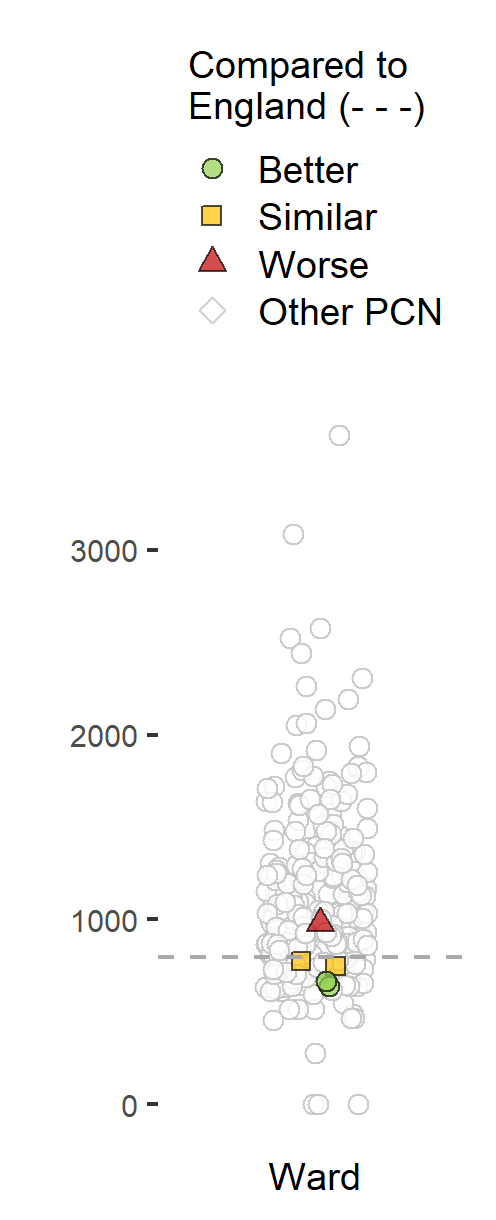 Compared to
England (- - -)
Better
Similar
Worse
Other PCN
3000
2000
1000
0
Ward